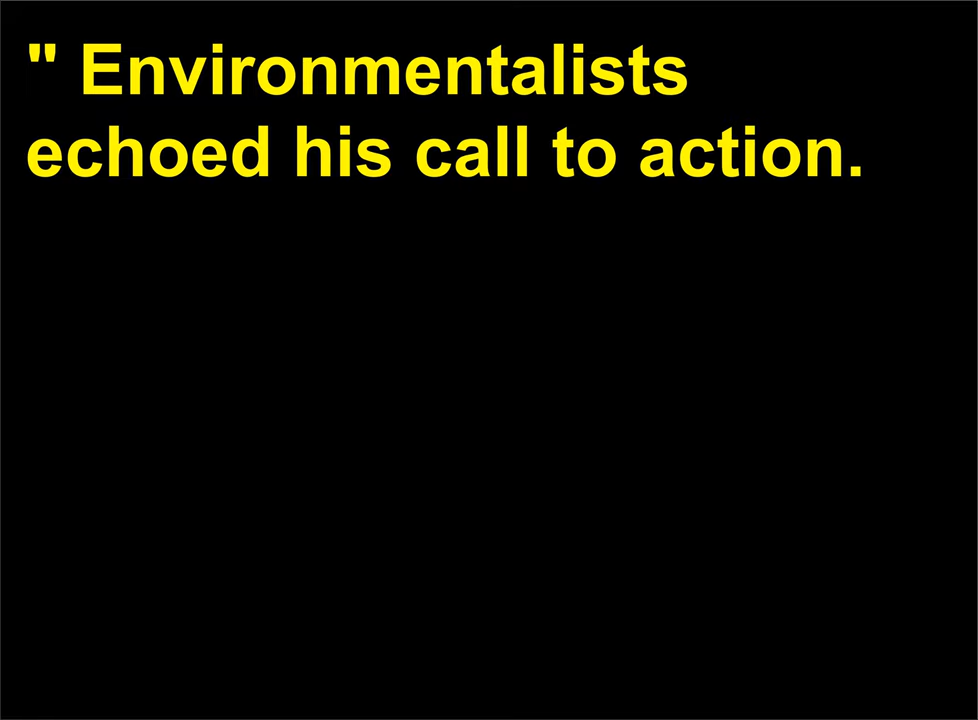 " Environmentalists
echoed his call to action.